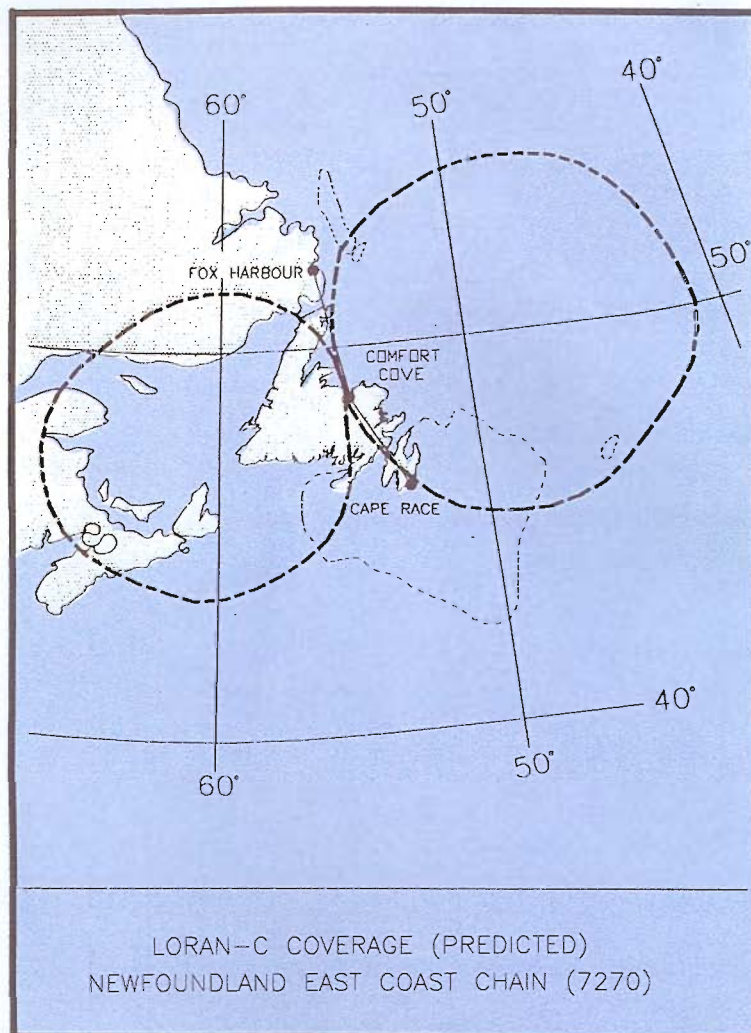 40°
60°
50°
50°
FOX HARBOUR
COMFORT
COVE
CAPE RACE
40°
50°
60°
LORAN-C COVERAGE (PREDICTED)
NEWFOUNDLAND EAST COAST CHAIN (7270)